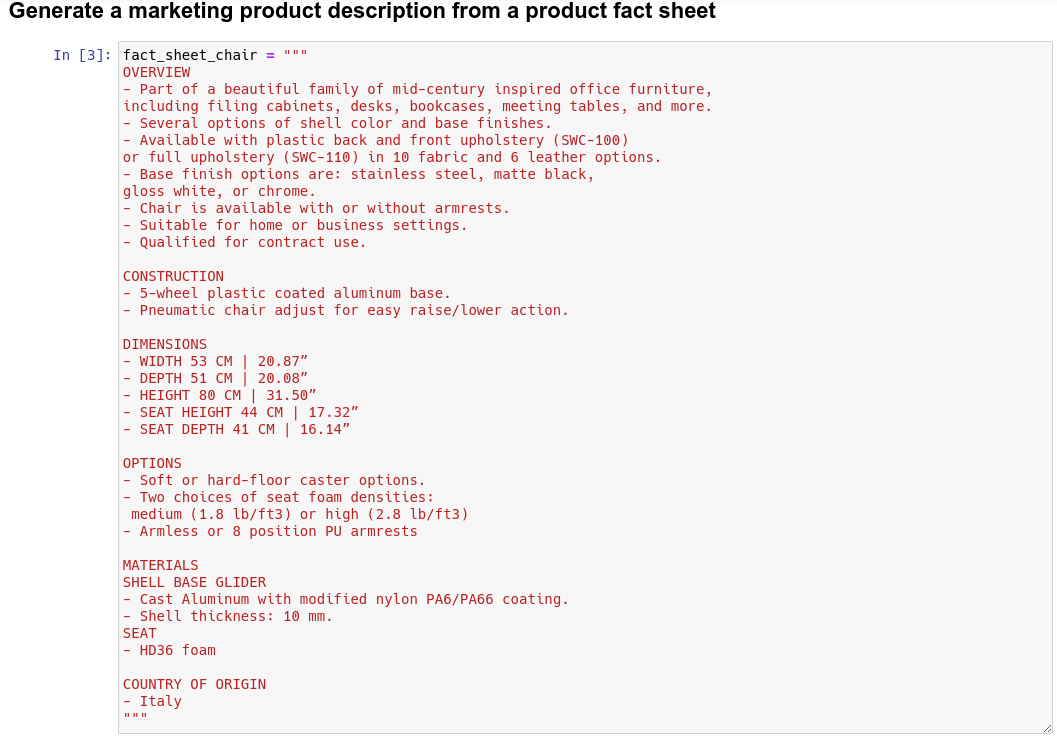 Generate a marketing product description from a product fact sheet
In [3]: fact_sheet_chair = """
OVERVIEW
- Part of a beautiful family of mid-century inspired office furniture,
including filing cabinets, desks, bookcases, meeting tables, and more.
- Several options of shell color and base finishes.
- Available with plastic back and front upholstery (SWC-100)
or full upholstery (SWC-110) in 10 fabric and 6 leather options.
- Base finish options are: stainless steel, matte black,
gloss white, or chrome.
- Chair is available with or without armrests.
- Suitable for home or business settings.
- Qualified for contract use.

CONSTRUCTION
- 5-wheel plastic coated aluminum base.
- Pneumatic chair adjust for easy raise/lower action.

DIMENSIONS
- WIDTH 53 CM | 20.87”
- DEPTH 51 CM | 20.08”
- HEIGHT 80 CM | 31.50”
- SEAT HEIGHT 44 CM | 17.32”
- SEAT DEPTH 41 CM | 16.14”

OPTIONS
- Soft or hard-floor caster options.
- Two choices of seat foam densities:
 medium (1.8 lb/ft3) or high (2.8 lb/ft3)
- Armless or 8 position PU armrests

MATERIALS
SHELL BASE GLIDER
- Cast Aluminum with modified nylon PA6/PA66 coating.
- Shell thickness: 10 mm.
SEAT
- HD36 foam

COUNTRY OF ORIGIN
- Italy
"""